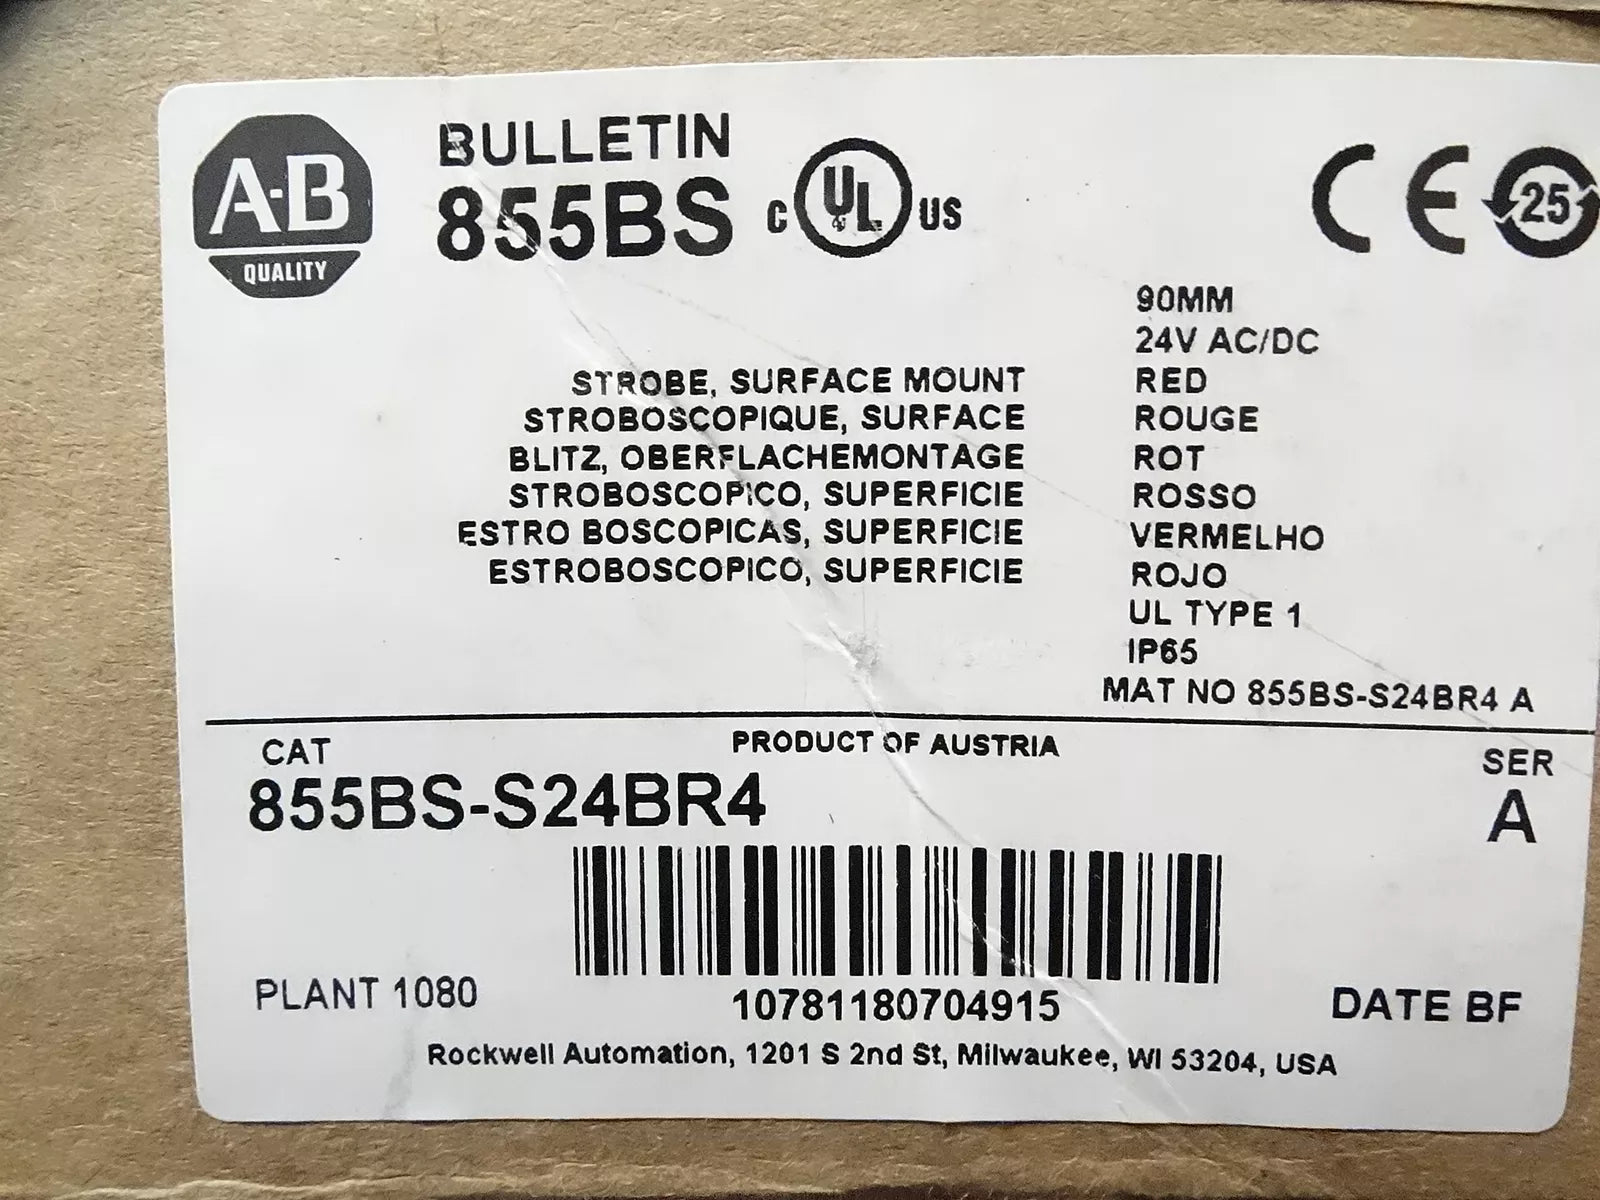 A-B
QUALITY
BULLETIN
855BS
C UL US
CE
25
90MM
24V AC/DC
STROBE, SURFACE MOUNT RED
STROBOSCOPIQUE, SURFACE ROUGE
BLITZ, OBERFLACHEMONTAGE ROT
STROBOSCOPICO, SUPERFICIE ROSSO
ESTRO BOSCOPICAS, SUPERFICIE VERMELHO
ESTROBOSCOPICO, SUPERFICIE ROJO
UL TYPE 1
IP65
MAT NO 855BS-S24BR4 A
CAT PRODUCT OF AUSTRIA SER
855BS-S24BR4 A
PLANT 1080 10781180704915 DATE BF
Rockwell Automation, 1201 S 2nd St, Milwaukee, WI 53204, USA